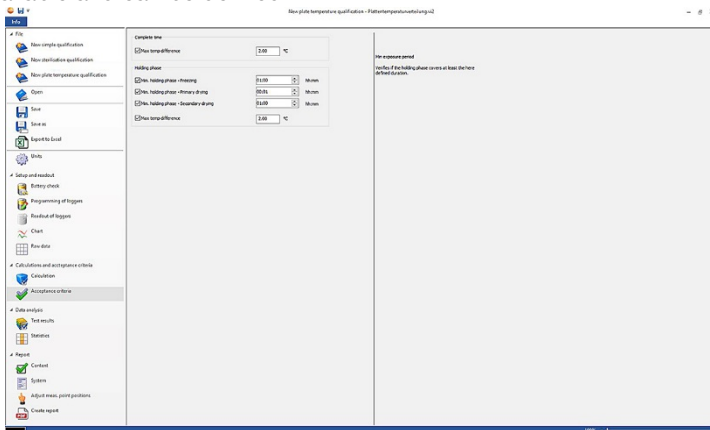 New plate temperature qualification - Plattentemperaturverteilung.vi2
Info
File
New simple qualification
New sterilisation qualification
New plate temperature qualification
Open
Save
Save as
Export to Excel
Units
Setup and readout
Battery check
Programming of loggers
Readout of loggers
Chart
Raw data
Calculations and acceptance criteria
Calculation
Acceptance criteria
Data analysis
Test results
Statistics
Report
Content
System
Adjust meas. point positions
Create report
PDF
Complete time
Max temp difference 2.00 °C
Holding phase
Min. holding phase - Freezing 01:00 hh:mm
Min. holding phase - Primary drying 00:01 hh:mm
Min. holding phase - Secondary drying 01:00 hh:mm
Max temp difference 2.00 °C
Min exposure period
Verifies if the holding phase covers at least the here
defined duration.